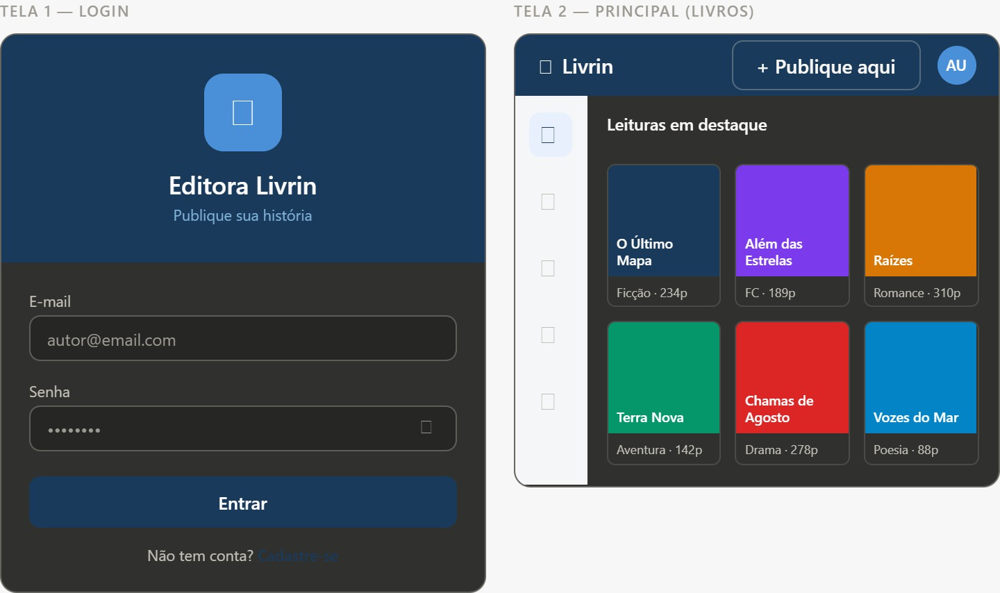 TELA 1 — LOGIN
Editora Livrin
Publique sua história
E-mail
autor@email.com
Senha
••••••••
Entrar
Não tem conta? Cadastre-se
TELA 2 — PRINCIPAL (LIVROS)
Livrin
+ Publique aqui
AU
Leituras em destaque
O Último
Mapa
Ficção · 234p
Além das
Estrelas
FC · 189p
Raízes
Romance · 310p
Terra Nova
Aventura · 142p
Chamas de
Agosto
Drama · 278p
Vozes do Mar
Poesia · 88p